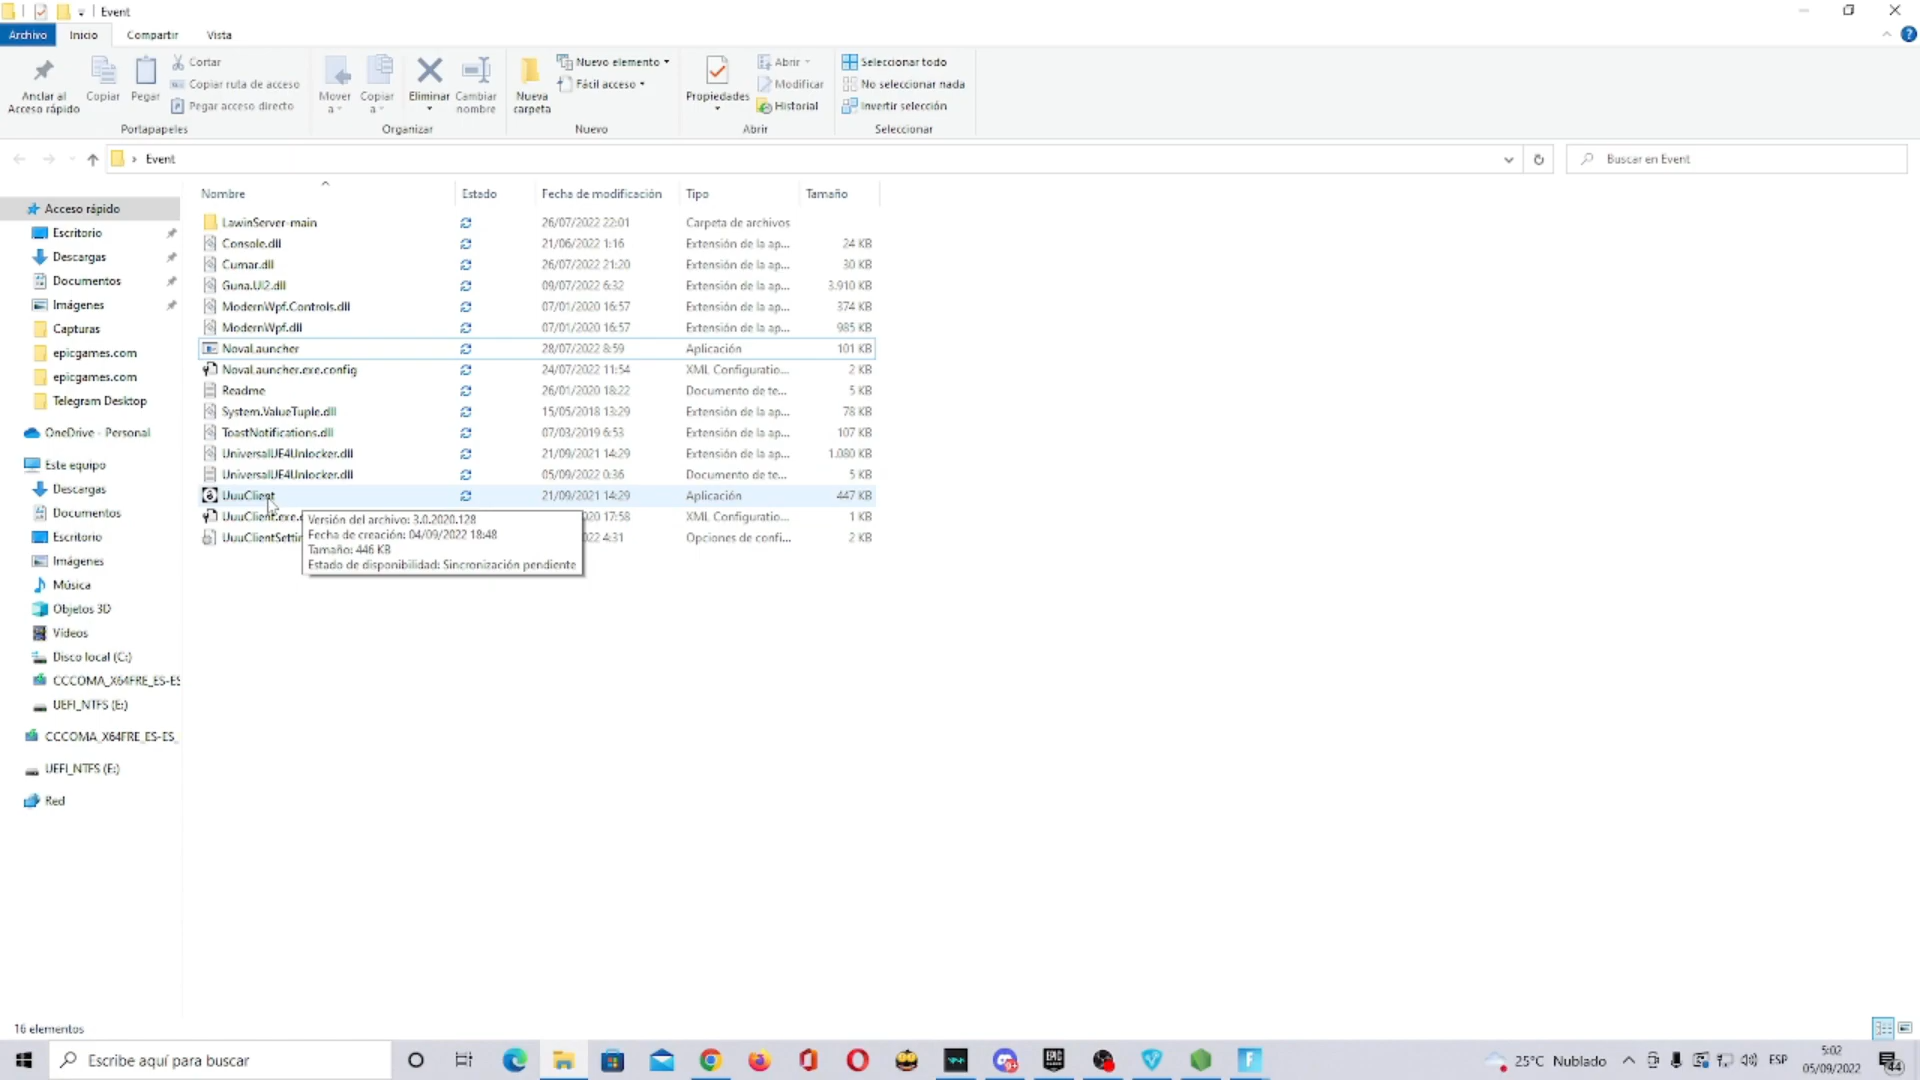 Event
Archivo Inicio Compartir Vista
Anclar al Acceso rápido
Copiar
Pegar
Cortar
Copiar ruta de acceso
Pegar acceso directo
Portapapeles
Mover a
Copiar a
Eliminar
Cambiar nombre
Organizar
Nueva carpeta
Nuevo elemento
Fácil acceso
Nuevo
Propiedades
Abrir
Modificar
Historial
Abrir
Seleccionar todo
No seleccionar nada
Invertir selección
Seleccionar
Event
Buscar en Event
Nombre Estado Fecha de modificación Tipo Tamaño
LawinServer-main 26/07/2022 22:01 Carpeta de archivos
Console.dll 21/06/2022 1:16 Extensión de la ap... 24 KB
Cumar.dll 26/07/2022 21:20 Extensión de la ap... 30 KB
Guna.UI2.dll 09/07/2022 6:32 Extensión de la ap... 3.910 KB
ModernWpf.Controls.dll 07/01/2020 16:57 Extensión de la ap... 374 KB
ModernWpf.dll 07/01/2020 16:57 Extensión de la ap... 985 KB
NovaLauncher 28/07/2022 8:59 Aplicación 101 KB
NovaLauncher.exe.config 24/07/2022 11:54 XML Configuratio... 2 KB
Readme 26/01/2020 18:22 Documento de te... 5 KB
System.ValueTuple.dll 15/05/2018 13:29 Extensión de la ap... 78 KB
ToastNotifications.dll 07/03/2019 6:53 Extensión de la ap... 107 KB
UniversalUE4Unlocker.dll 21/09/2021 14:29 Extensión de la ap... 1.080 KB
UniversalUE4Unlocker.dll 05/09/2022 0:36 Documento de te... 5 KB
UuuClient 21/09/2021 14:29 Aplicación 447 KB
UuuClient.exe.c 020 17:58 XML Configuratio... 1 KB
UuuClientSettin 022 4:31 Opciones de confi... 2 KB
Versión del archivo: 3.0.2020.128
Fecha de creación: 04/09/2022 18:48
Tamaño: 446 KB
Estado de disponibilidad: Sincronización pendiente
Acceso rápido
Escritorio
Descargas
Documentos
Imágenes
Capturas
epicgames.com
epicgames.com
Telegram Desktop
OneDrive - Personal
Este equipo
Descargas
Documentos
Escritorio
Imágenes
Música
Objetos 3D
Vídeos
Disco local (C:)
CCCOMA_X64FRE_ES-ES
UEFI_NTFS (E:)
CCCOMA_X64FRE_ES-ES_
UEFI_NTFS (E:)
Red
16 elementos
Escribe aquí para buscar
25°C Nublado
ESP
5:02
05/09/2022
44